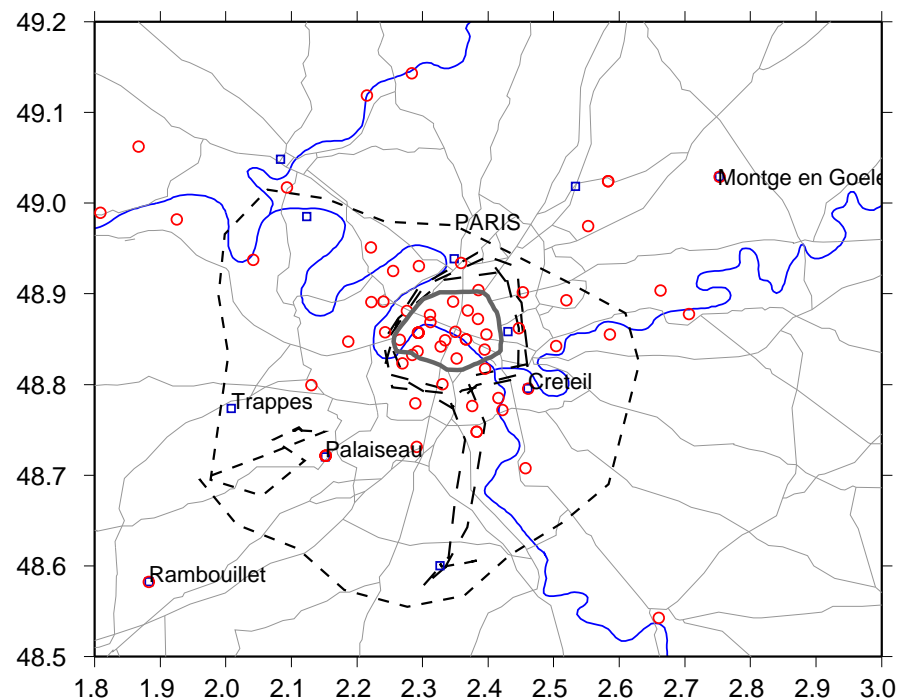 49.2
49.1
49.0
48.9
48.8
48.7
48.6
48.5
Montge en Goele
PARIS
Creteil
Trappes
Palaiseau
Rambouillet
1.8 1.9 2.0 2.1 2.2 2.3 2.4 2.5 2.6 2.7 2.8 2.9 3.0